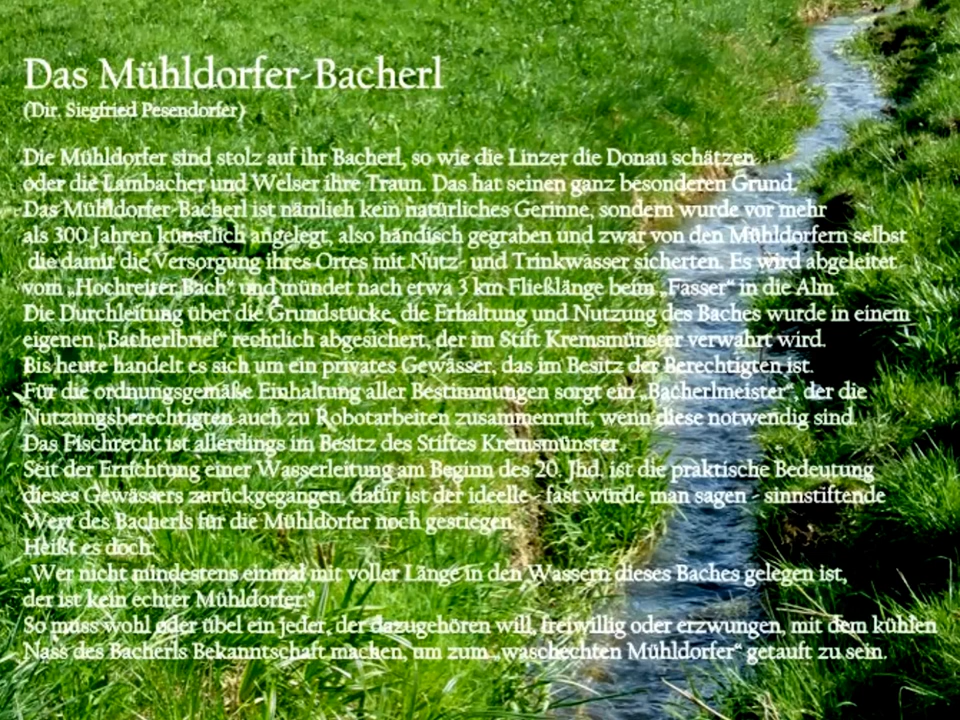 Das Mühldorfer-Bacherl
(Dir. Siegfried Pesendorfer)
Die Mühldorfer sind stolz auf ihr Bacherl, so wie die Linzer die Donau schätzen
oder die Lambacher und Welser ihre Traun. Das hat seinen ganz besonderen Grund.
Das Mühldorfer-Bacherl ist nämlich kein natürliches Gerinne, sondern wurde vor mehr
als 300 Jahren künstlich angelegt, also händisch gegraben und zwar von den Mühldorfern selbst
die damit die Versorgung ihres Ortes mit Nutz- und Trinkwasser sicherten. Es wird abgeleitet
vom „Hochreiter Bach“ und mündet nach etwa 3 km Fließlänge beim „Fasser“ in die Alm.
Die Durchleitung über die Grundstücke, die Erhaltung und Nutzung des Baches wurde in einem
eigenen „Bacherlbrief“ rechtlich abgesichert, der im Stift Kremsmünster verwahrt wird.
Bis heute handelt es sich um ein privates Gewässer, das im Besitz der Berechtigten ist.
Für die ordnungsgemäße Einhaltung aller Bestimmungen sorgt ein „Bacherlmeister“, der die
Nutzungsberechtigten auch zu Robotarbeiten zusammenruft, wenn diese notwendig sind.
Das Fischrecht ist allerdings im Besitz des Stiftes Kremsmünster.
Seit der Errichtung einer Wasserleitung am Beginn des 20. Jhd. ist die praktische Bedeutung
dieses Gewässers zurückgegangen, dafür ist der ideelle - fast würde man sagen - sinnstiftende
Wert des Bacherls für die Mühldorfer noch gestiegen.
Heißt es doch:
„Wer nicht mindestens einmal mit voller Länge in den Wassern dieses Baches gelegen ist,
der ist kein echter Mühldorfer.“
So muss wohl oder übel ein jeder, der dazugehören will, freiwillig oder erzwungen, mit dem kühlen
Nass des Bacherls Bekanntschaft machen, um zum „waschechten Mühldorfer“ getauft zu sein.